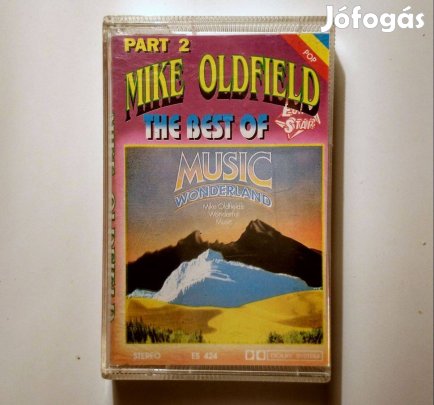 Jófogás
PART 2
POP
MIKE OLDFIELD
THE BEST OF
STAR
MUSIC
WONDERLAND
Mike Oldfield's
Wonderful
Music
STEREO ES 424 DOLBY SYSTEM